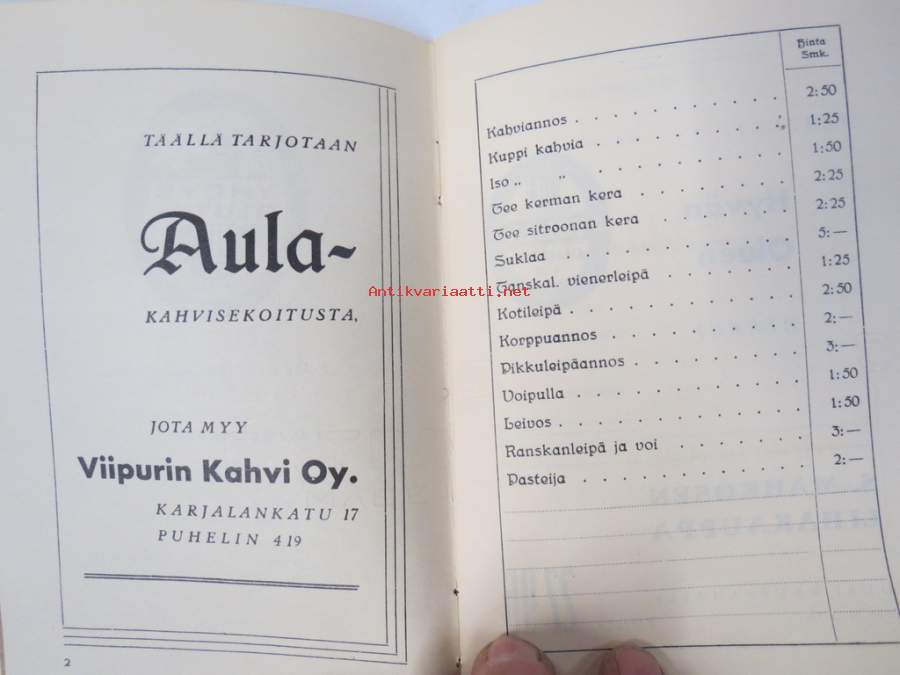 TÄÄLLÄ TARJOTAAN
Aula-
KAHVISEKOITUSTA,
JOTA MYY
Viipurin Kahvi Oy.
KARJALANKATU 17
PUHELIN 419
2
Hinta
Smk.
Kahviannos . . . . . . . . . 2:50
Kuppi kahvia . . . . . . . . 1:25
Iso „ „ . . . . . . . . 1:50
Tee kerman kera . . . . . . 2:25
Tee sitroonan kera . . . . . 2:25
Suklaa . . . . . . . . . . 5:—
Tanskal. vienerleipä . . . . . 1:25
Kotileipä . . . . . . . . . 2:50
Korppuannos . . . . . . . . 2:—
Pikkuleipäannos . . . . . . . 3:—
Voipulla . . . . . . . . . 1:50
Leivos . . . . . . . . . . 1:50
Ranskanleipä ja voi . . . . . 3:—
Pasteija . . . . . . . . . 2:—
Antikvariaatti.net